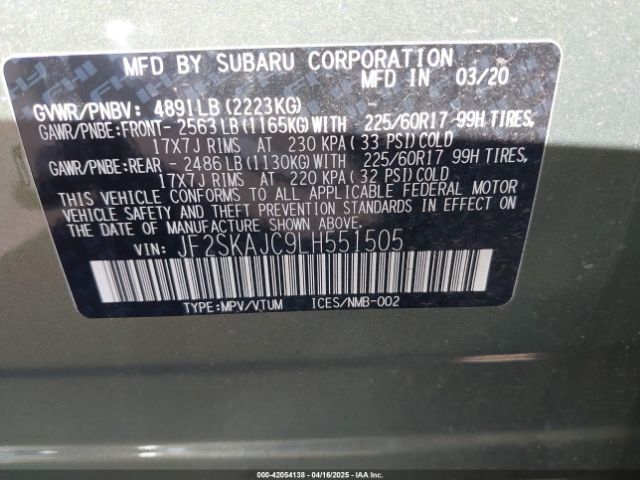 MFD BY SUBARU CORPORATION
MFD IN 03/20
GVWR/PNBV: 4891LB(2223KG)
GAWR/PNBE:FRONT- 2563LB(1165KG)WITH 225/60R17 99H TIRES,
17X7J RIMS AT 230 KPA(33 PSI)COLD
GAWR/PNBE:REAR - 2486LB(1130KG)WITH 225/60R17 99H TIRES,
17X7J RIMS AT 220 KPA(32 PSI)COLD
THIS VEHICLE CONFORMS TO ALL APPLICABLE FEDERAL MOTOR
VEHICLE SAFETY AND THEFT PREVENTION STANDARDS IN EFFECT ON
THE DATE OF MANUFACTURE SHOWN ABOVE.
VIN: JF2SKAJC9LH551505
TYPE:MPV/VTUM ICES/NMB-002
000-42054138 - 04/16/2025 - IAA Inc.